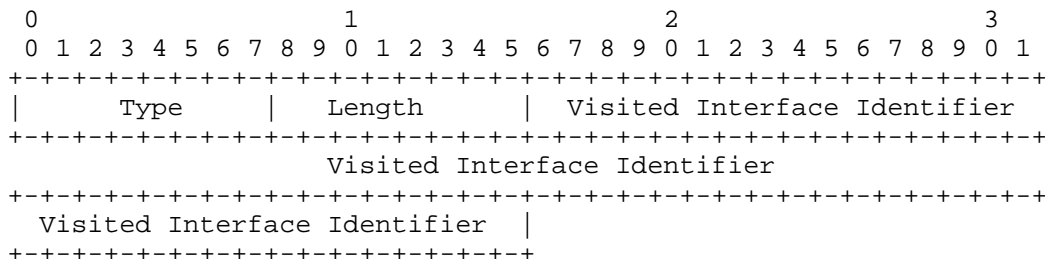 0                   1                   2                   3
 0 1 2 3 4 5 6 7 8 9 0 1 2 3 4 5 6 7 8 9 0 1 2 3 4 5 6 7 8 9 0 1
+-+-+-+-+-+-+-+-+-+-+-+-+-+-+-+-+-+-+-+-+-+-+-+-+-+-+-+-+-+-+-+-+
|      Type     |   Length      |  Visited Interface Identifier
+-+-+-+-+-+-+-+-+-+-+-+-+-+-+-+-+-+-+-+-+-+-+-+-+-+-+-+-+-+-+-+-+
                    Visited Interface Identifier
+-+-+-+-+-+-+-+-+-+-+-+-+-+-+-+-+-+-+-+-+-+-+-+-+-+-+-+-+-+-+-+-+
  Visited Interface Identifier  |
+-+-+-+-+-+-+-+-+-+-+-+-+-+-+-+-+